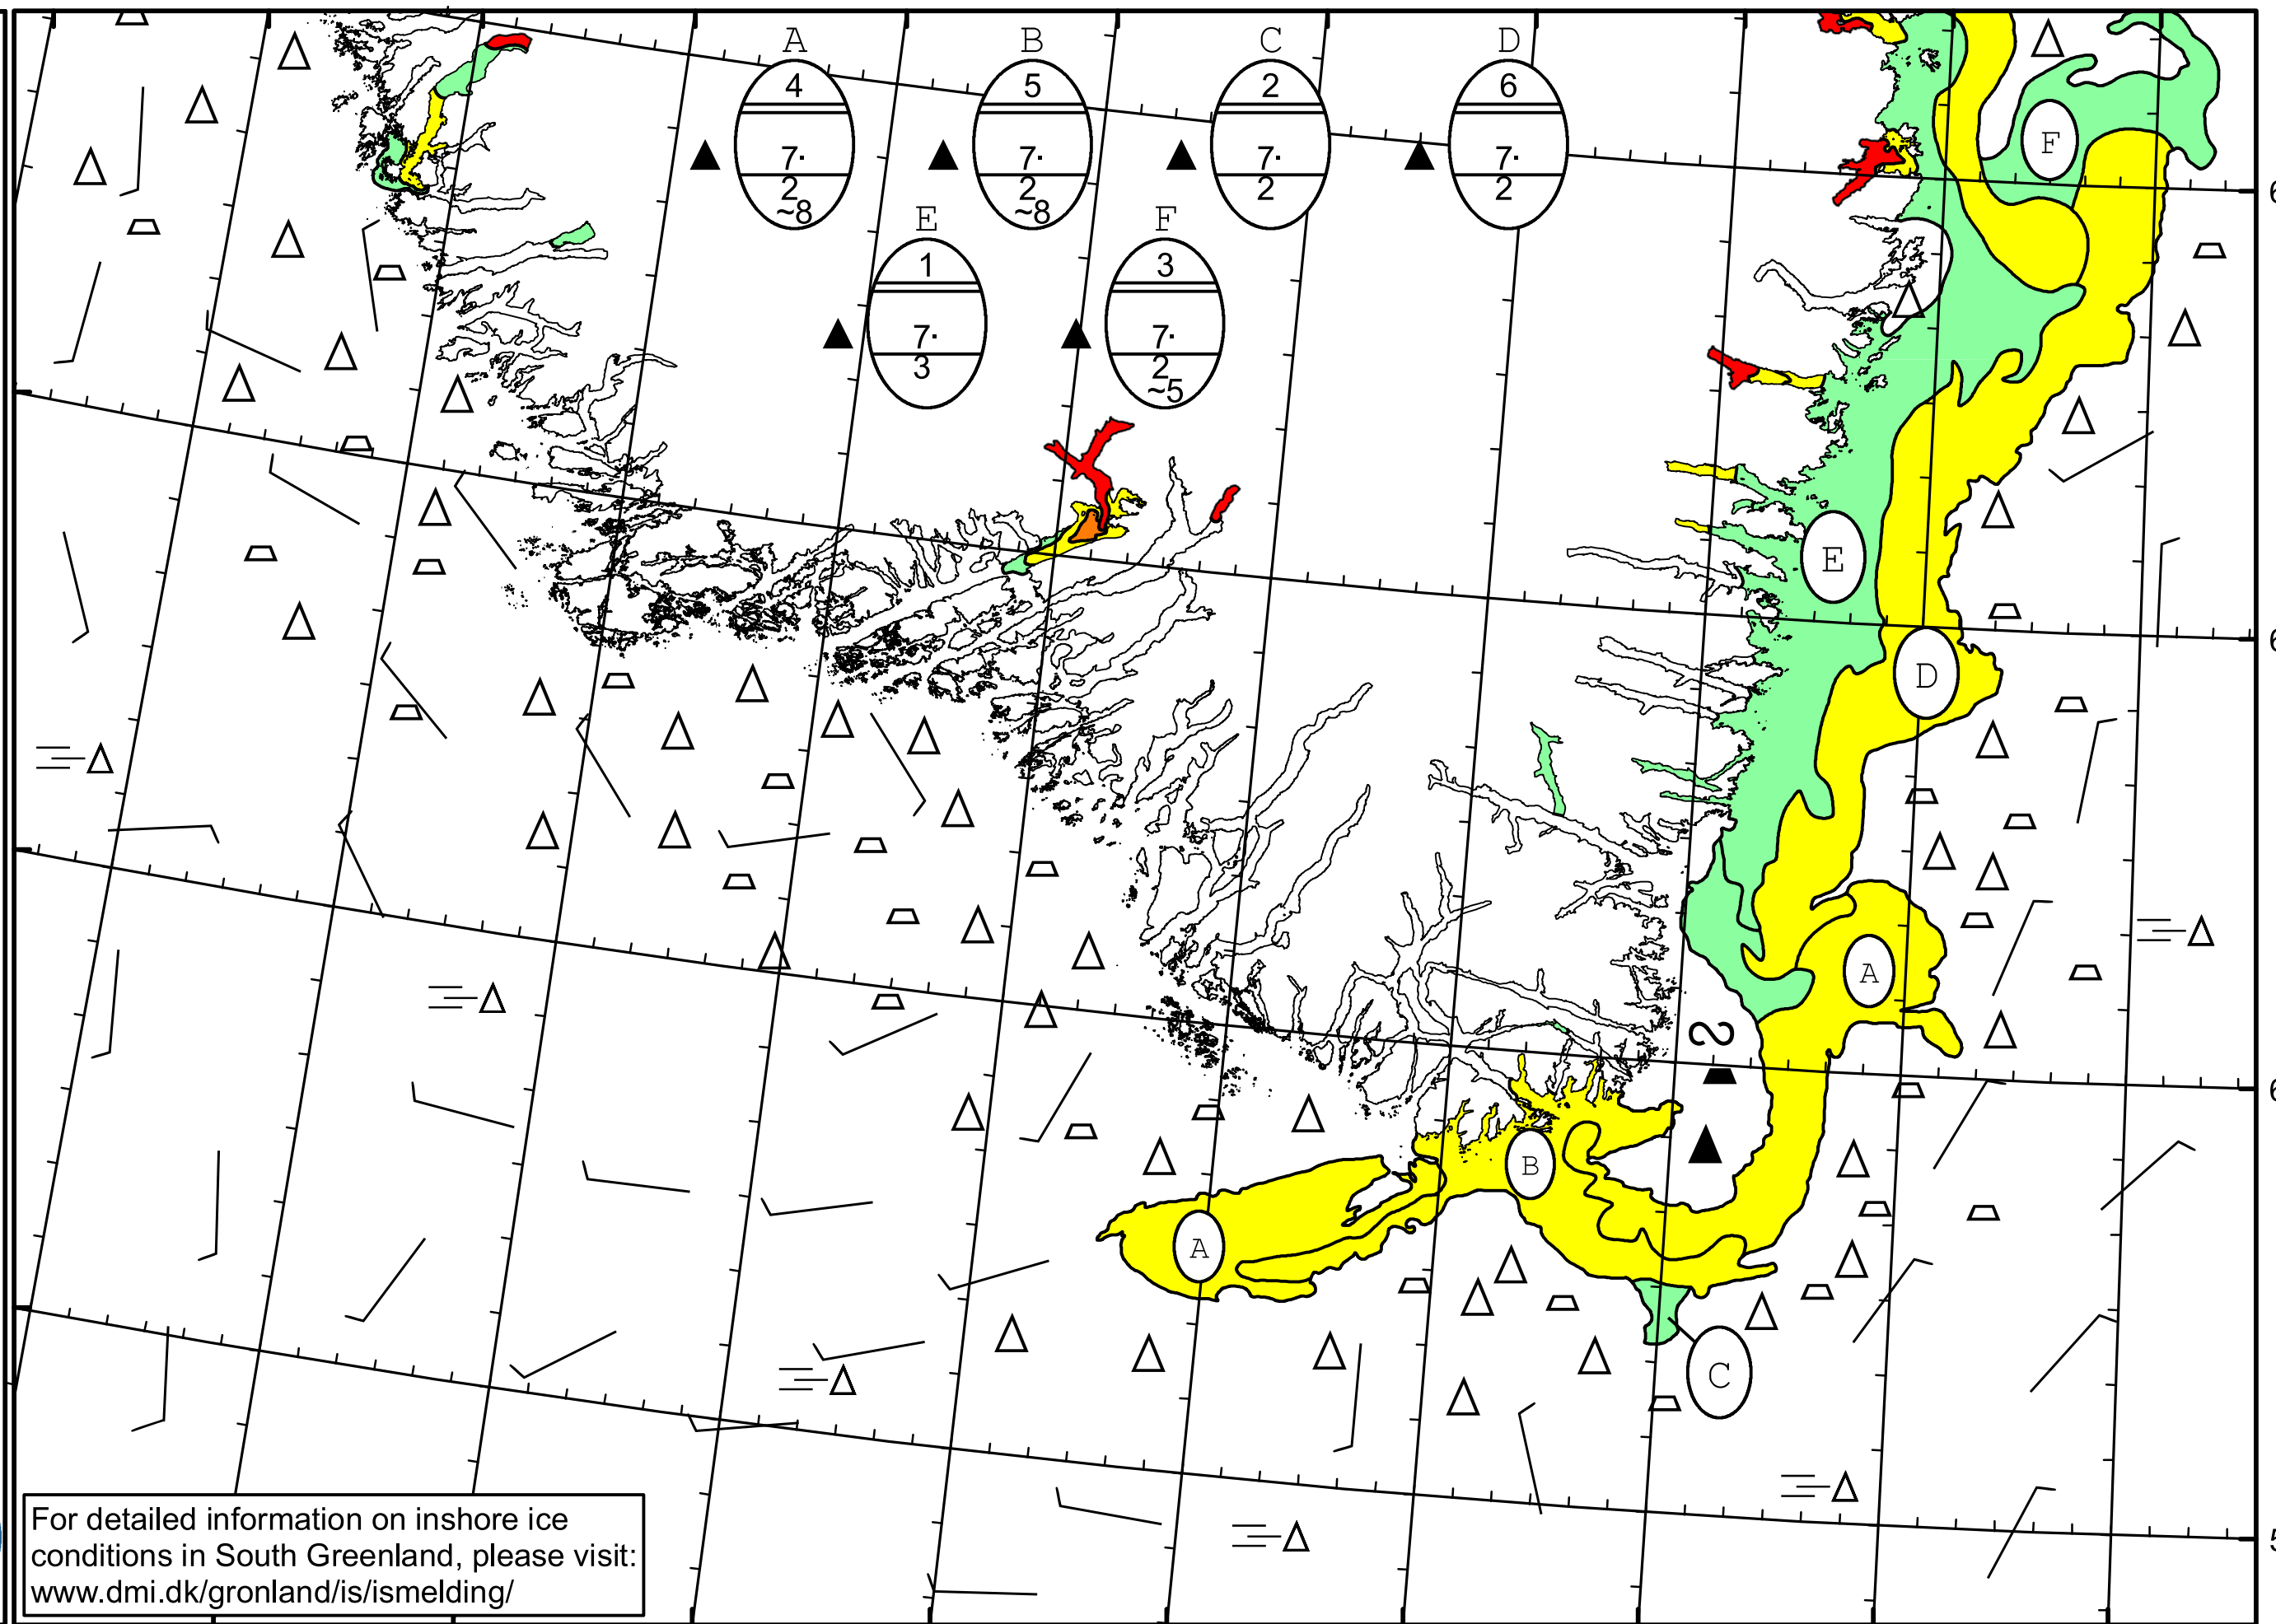 A B C D
4 5 2 6
7· 7· 7· 7·
2 2 2 2
~8 ~8
E F
1 3
7· 7·
3 2
~5
F
E
D
A
B
A
C
For detailed information on inshore ice
conditions in South Greenland, please visit:
www.dmi.dk/gronland/is/ismelding/